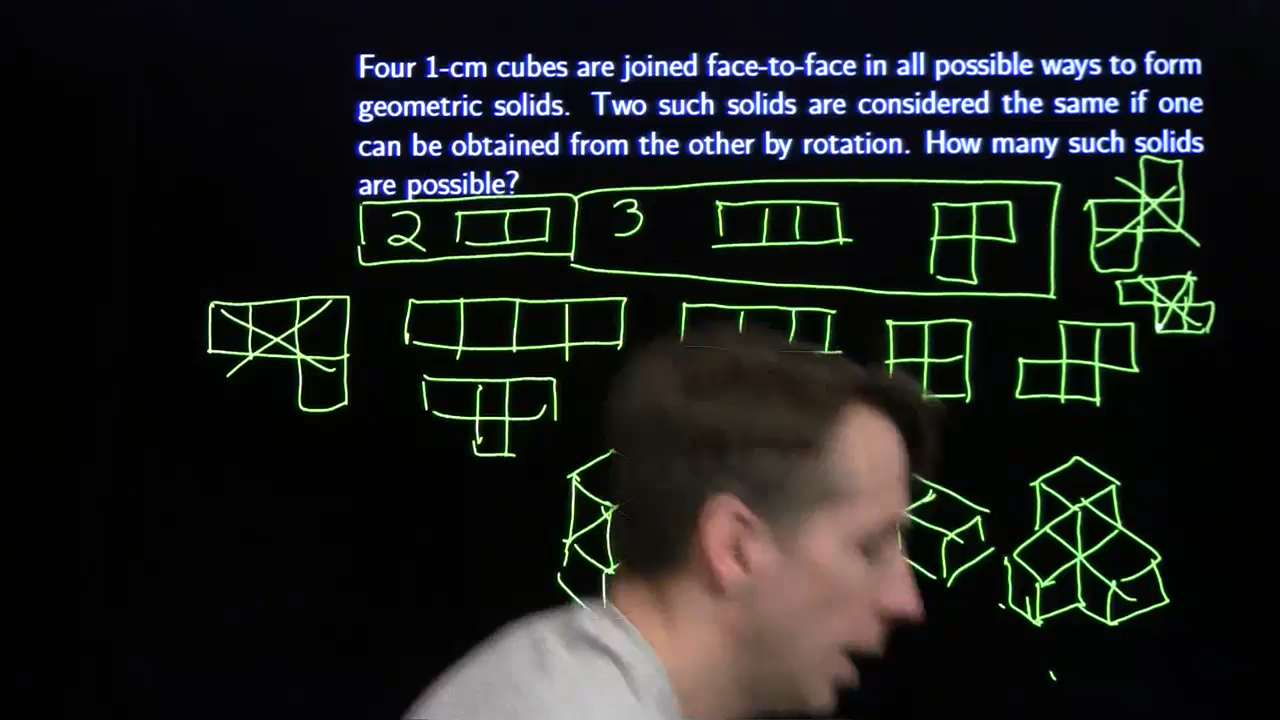 Four 1-cm cubes are joined face-to-face in all possible ways to form
geometric solids. Two such solids are considered the same if one
can be obtained from the other by rotation. How many such solids
are possible?
2 3